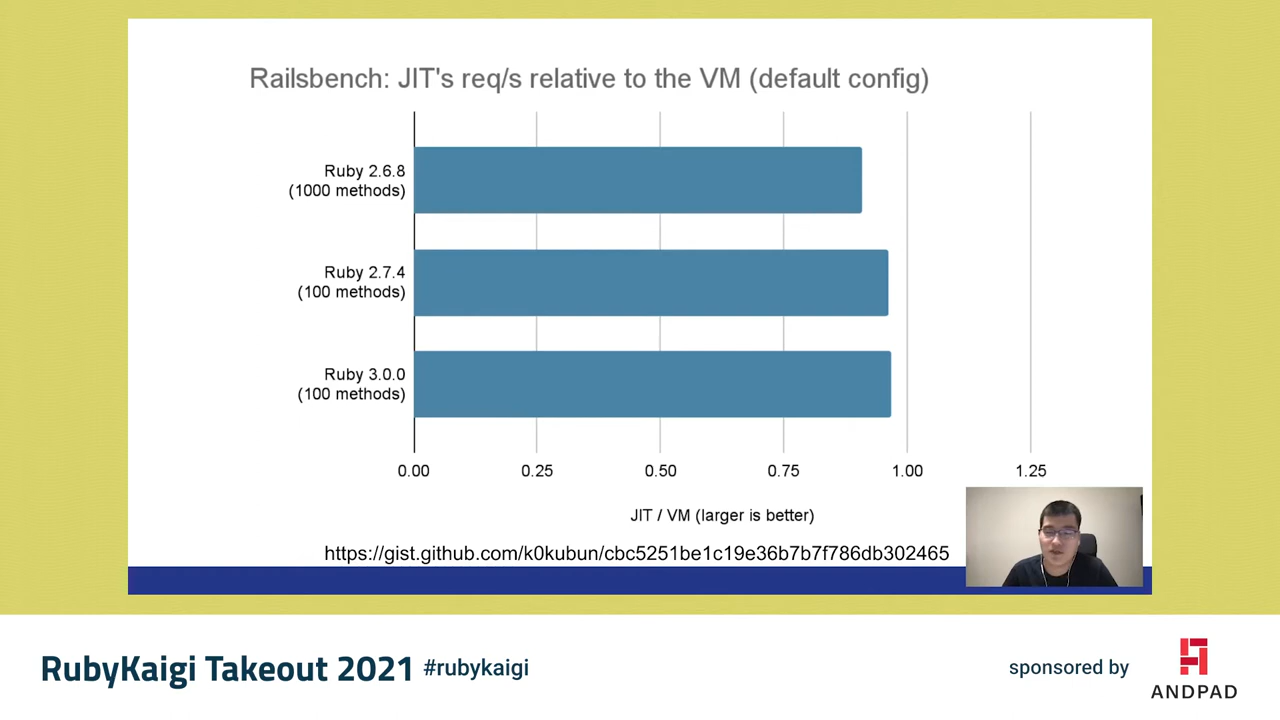 Railsbench: JIT's req/s relative to the VM (default config)
Ruby 2.6.8
(1000 methods)
Ruby 2.7.4
(100 methods)
Ruby 3.0.0
(100 methods)
0.00 0.25 0.50 0.75 1.00 1.25
JIT / VM (larger is better)
https://gist.github.com/k0kubun/cbc5251be1c19e36b7b7f786db302465
RubyKaigi Takeout 2021 #rubykaigi
sponsored by
ANDPAD